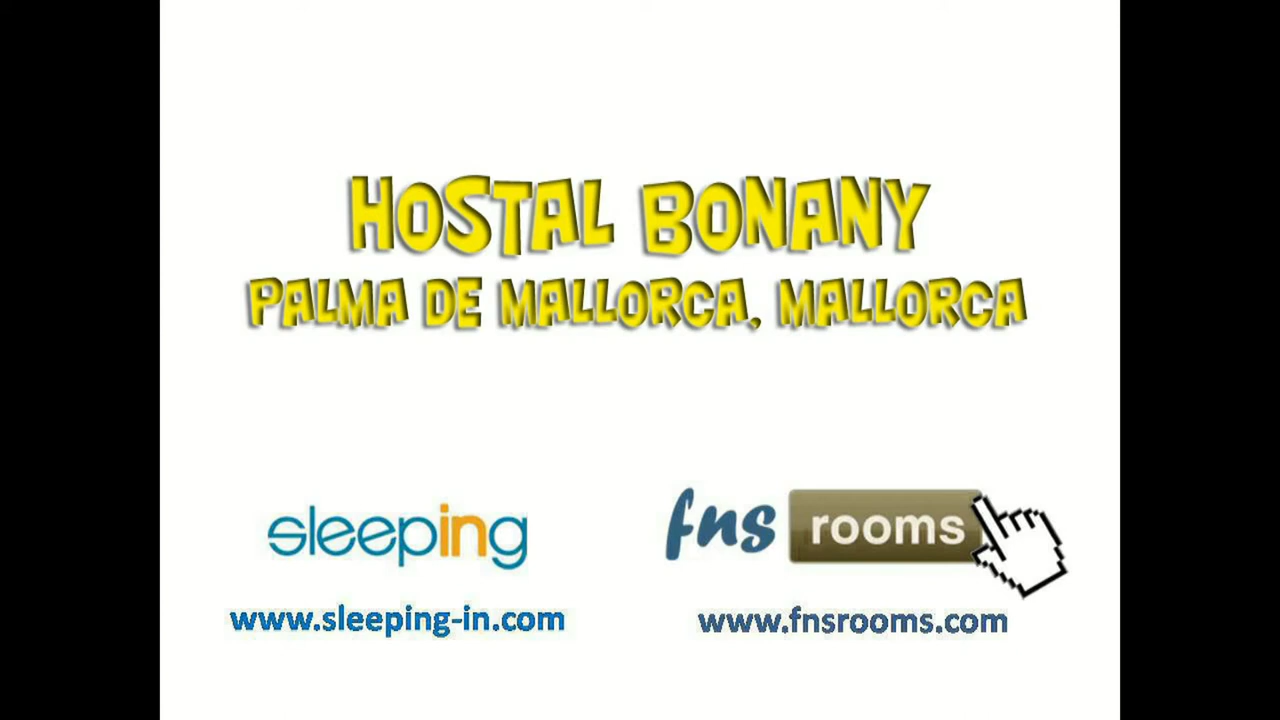 HOSTAL BONANY
PALMA DE MALLORCA, MALLORCA
sleeping
fns rooms
www.sleeping-in.com
www.fnsrooms.com